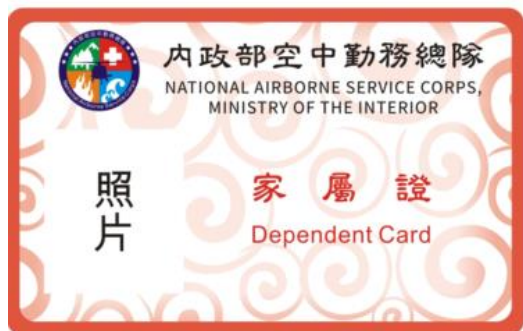 內政部空中勤務總隊
NATIONAL AIRBORNE SERVICE CORPS,
MINISTRY OF THE INTERIOR
照片
家屬證
Dependent Card